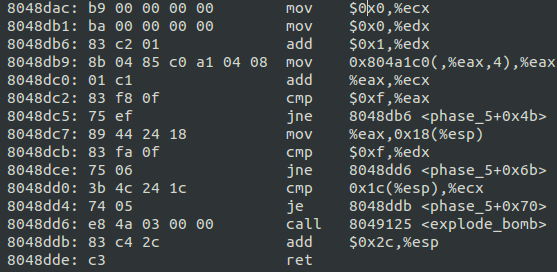 8048dac: b9 00 00 00 00 mov $0x0,%ecx
8048db1: ba 00 00 00 00 mov $0x0,%edx
8048db6: 83 c2 01 add $0x1,%edx
8048db9: 8b 04 85 c0 a1 04 08 mov 0x804a1c0(,%eax,4),%eax
8048dc0: 01 c1 add %eax,%ecx
8048dc2: 83 f8 0f cmp $0xf,%eax
8048dc5: 75 ef jne 8048db6 <phase_5+0x4b>
8048dc7: 89 44 24 18 mov %eax,0x18(%esp)
8048dcb: 83 fa 0f cmp $0xf,%edx
8048dce: 75 06 jne 8048dd6 <phase_5+0x6b>
8048dd0: 3b 4c 24 1c cmp 0x1c(%esp),%ecx
8048dd4: 74 05 je 8048ddb <phase_5+0x70>
8048dd6: e8 4a 03 00 00 call 8049125 <explode_bomb>
8048ddb: 83 c4 2c add $0x2c,%esp
8048dde: c3 ret